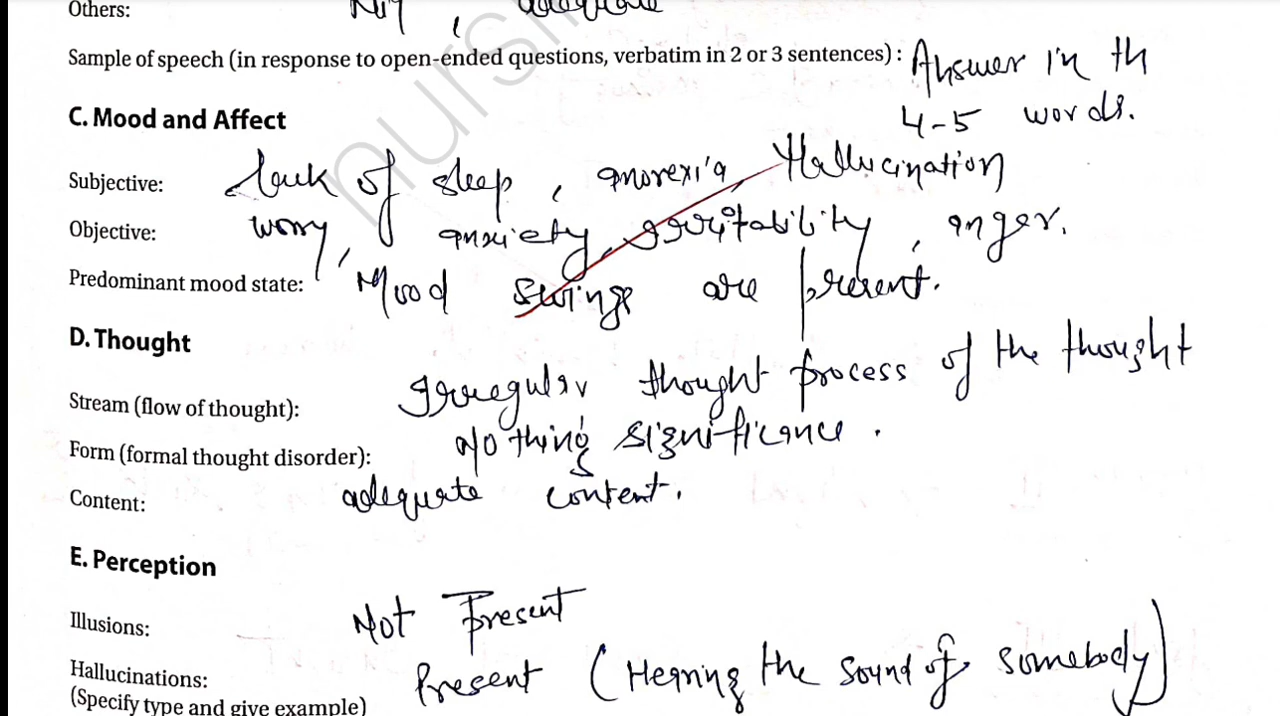 Others: Nil, adequate
Sample of speech (in response to open-ended questions, verbatim in 2 or 3 sentences): Answer in th
4-5 words.
C. Mood and Affect
Subjective: Lack of sleep, anorexia, Hallucination
Objective: worry, anxiety, irritability, anger.
Predominant mood state: Mood swings are present.
D. Thought
Stream (flow of thought): Irregular thought process of the thought
Form (formal thought disorder): Nothing significance.
Content: adequate content.
E. Perception
Illusions: Not Present
Hallucinations: Present (Hearing the sound of somebody)
(Specify type and give example)